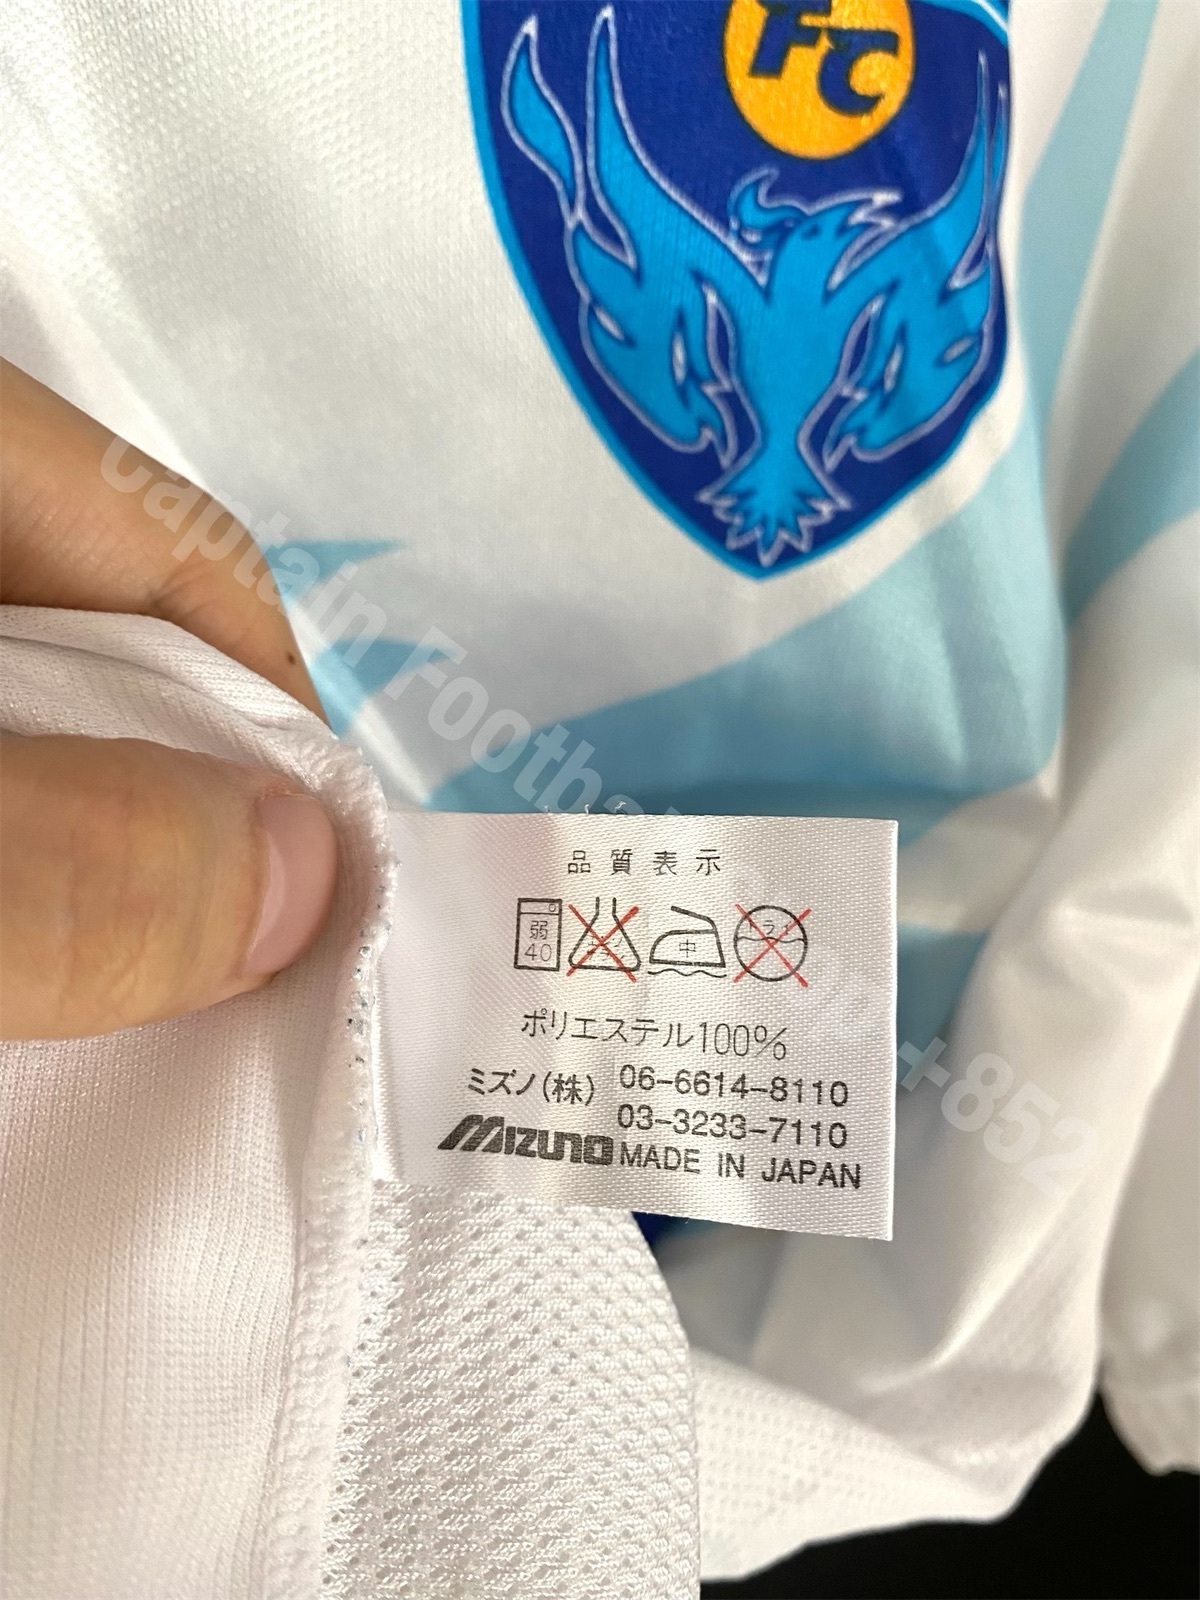 FC
品質表示
弱
40
中
ポリエステル100%
ミズノ(株) 06-6614-8110
03-3233-7110
MIZUNO MADE IN JAPAN
Captain Football
+852